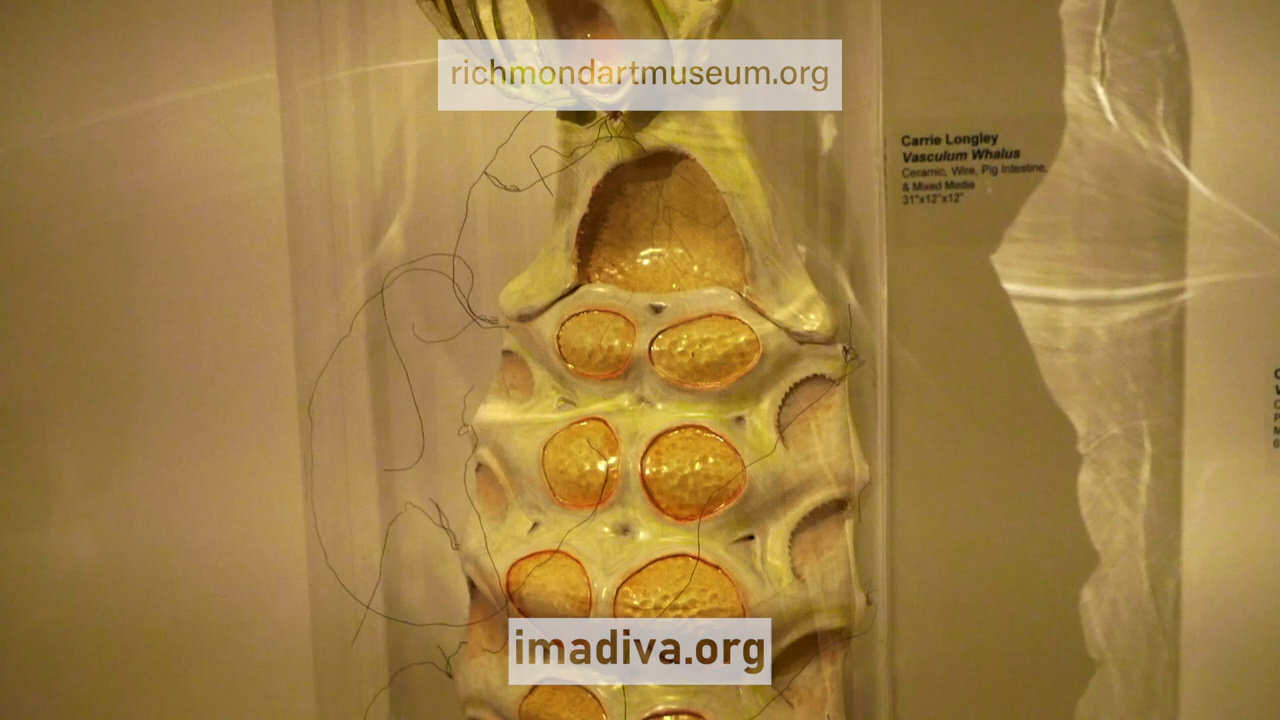 richmondartmuseum.org
Carrie Longley
Vasculum Whalus
Ceramic, Wire, Pig Intestine,
& Mixed Media
31"x12"x12"
imadiva.org